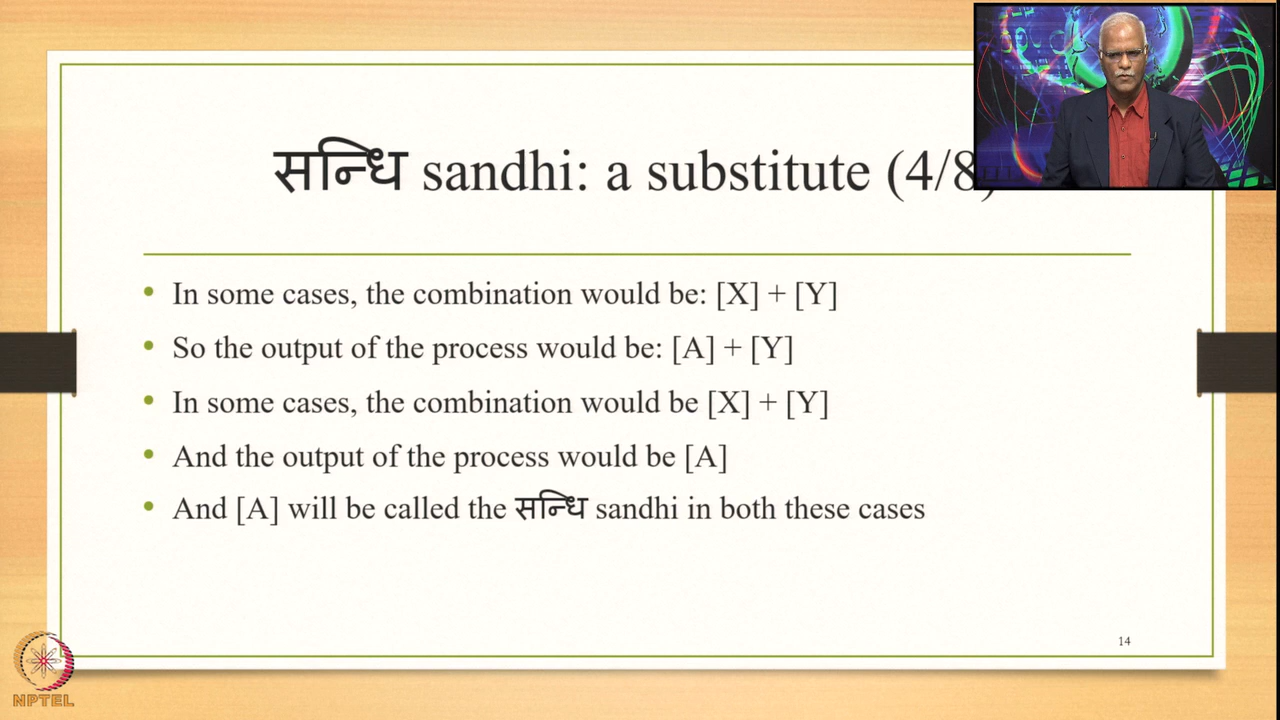 सन्धि sandhi: a substitute (4/8)
• In some cases, the combination would be: [X] + [Y]
• So the output of the process would be: [A] + [Y]
• In some cases, the combination would be [X] + [Y]
• And the output of the process would be [A]
• And [A] will be called the सन्धि sandhi in both these cases
14
NPTEL